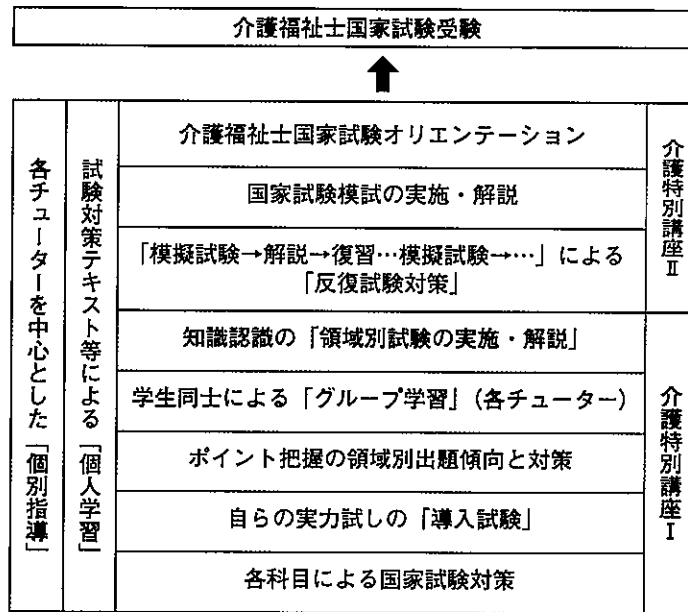 介護福祉士国家試験受験
各チューターを中心とした「個別指導」
試験対策テキスト等による「個人学習」
介護福祉士国家試験オリエンテーション
国家試験模試の実施・解説
「模擬試験→解説→復習…模擬試験→…」による
「反復試験対策」
介護特別講座Ⅱ
知識認識の「領域別試験の実施・解説」
学生同士による「グループ学習」(各チューター)
ポイント把握の領域別出題傾向と対策
自らの実力試しの「導入試験」
各科目による国家試験対策
介護特別講座Ⅰ